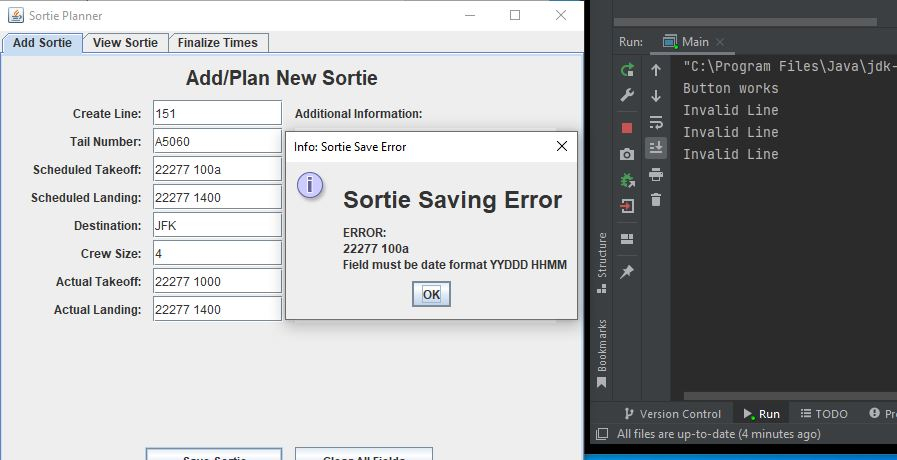 Sortie Planner
Add Sortie
View Sortie
Finalize Times
Add/Plan New Sortie
Create Line: 151
Additional Information:
Tail Number: A5060
Scheduled Takeoff: 22277 100a
Scheduled Landing: 22277 1400
Destination: JFK
Crew Size: 4
Actual Takeoff: 22277 1000
Actual Landing: 22277 1400
Info: Sortie Save Error
Sortie Saving Error
ERROR:
22277 100a
Field must be date format YYDDD HHMM
OK
Save Sortie
Clear All Fields
Run: Main
"C:\Program Files\Java\jdk-
Button works
Invalid Line
Invalid Line
Invalid Line
Structure
Bookmarks
Version Control
Run
TODO
Pr
All files are up-to-date (4 minutes ago)